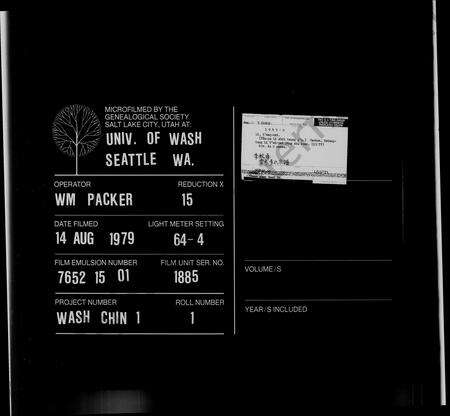 MICROFILMED BY THE
GENEALOGICAL SOCIETY
SALT LAKE CITY, UTAH AT:
UNIV. OF WASH
SEATTLE WA.
OPERATOR REDUCTION X
WM PACKER 15
DATE FILMED LIGHT METER SETTING
14 AUG 1979 64-4
FILM EMULSION NUMBER FILM UNIT SER. NO.
7652 15 01 1885
PROJECT NUMBER ROLL NUMBER
WASH CHIN 1 1
VOLUME/S
YEAR/S INCLUDED